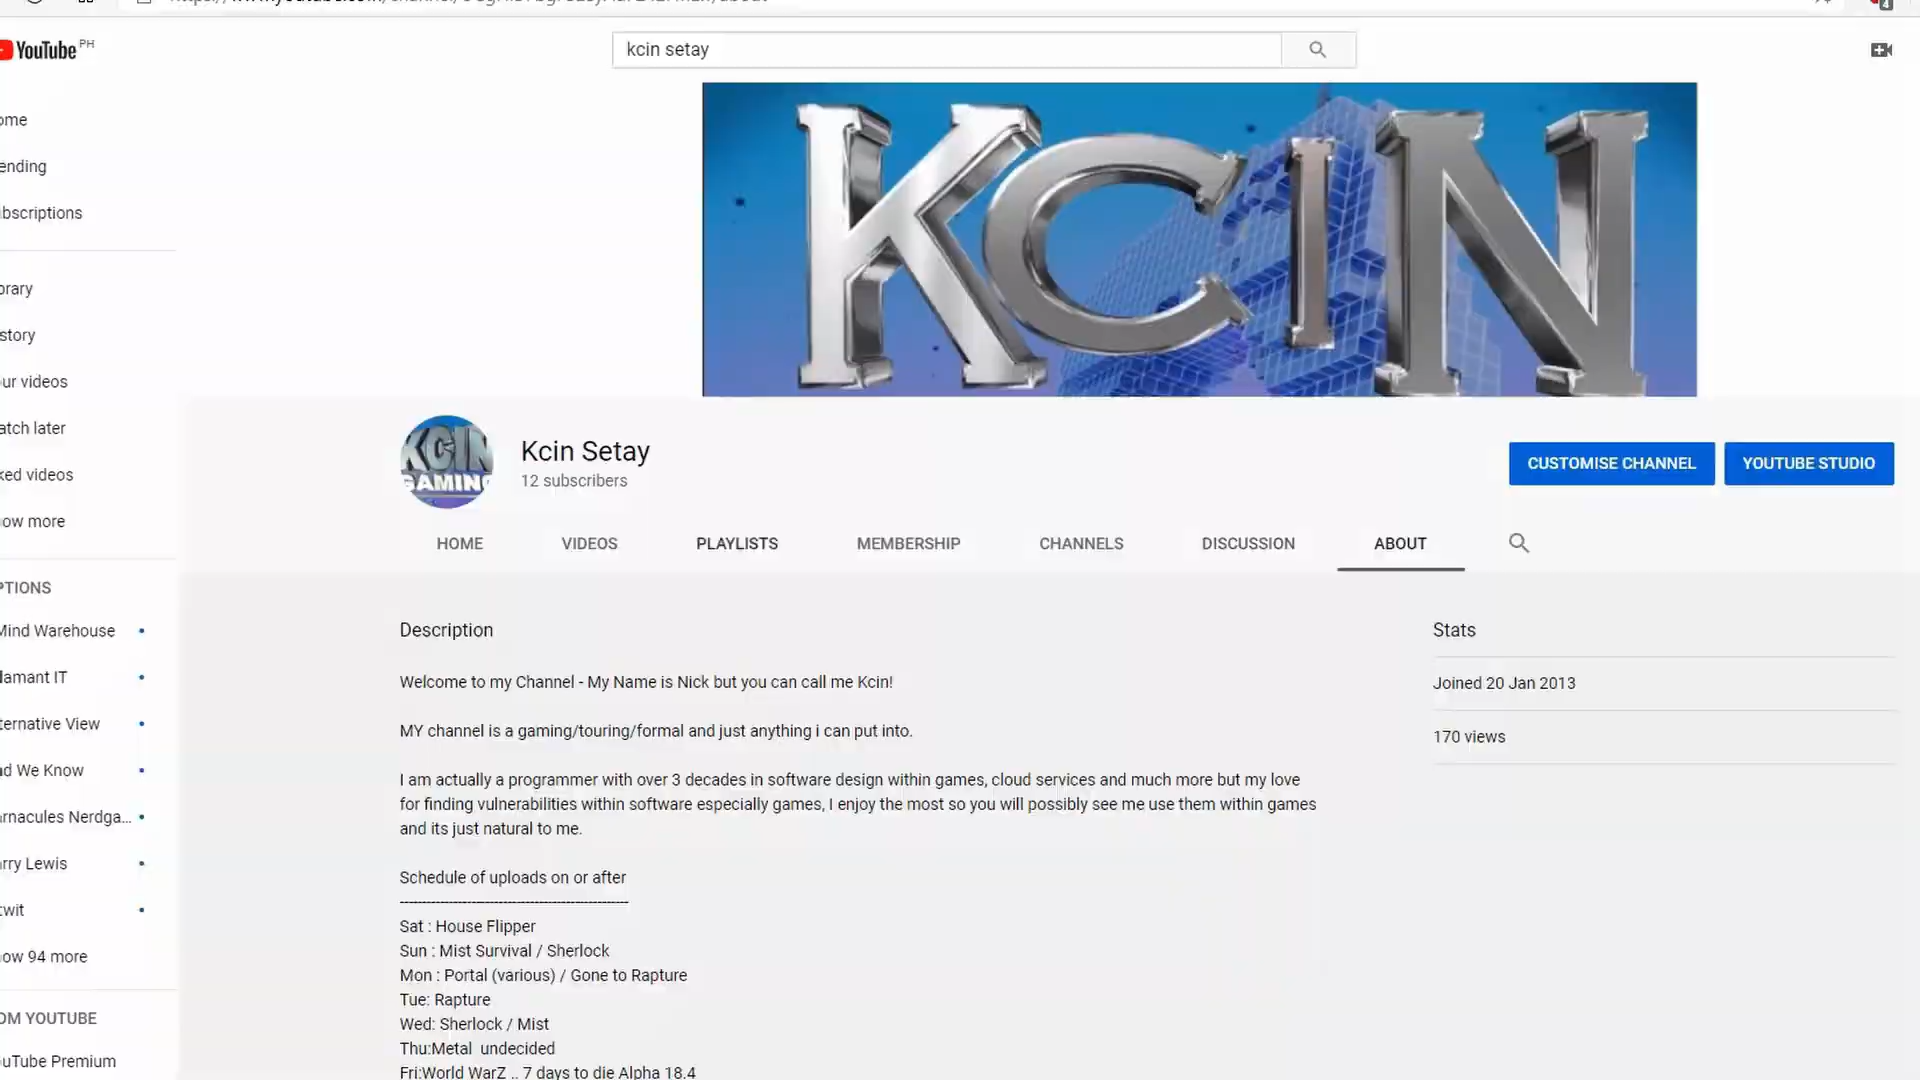 YouTube PH
kcin setay
4
KCIN
ome
ending
bscriptions
brary
story
ur videos
atch later
ked videos
ow more
PTIONS
Mind Warehouse
lamant IT
ternative View
nd We Know
arnacules Nerdga...
arry Lewis
twit
ow 94 more
OM YOUTUBE
uTube Premium
KCIN
GAMING
Kcin Setay
12 subscribers
CUSTOMISE CHANNEL
YOUTUBE STUDIO
HOME
VIDEOS
PLAYLISTS
MEMBERSHIP
CHANNELS
DISCUSSION
ABOUT
Description
Welcome to my Channel - My Name is Nick but you can call me Kcin!
MY channel is a gaming/touring/formal and just anything i can put into.
I am actually a programmer with over 3 decades in software design within games, cloud services and much more but my love
for finding vulnerabilities within software especially games, I enjoy the most so you will possibly see me use them within games
and its just natural to me.
Schedule of uploads on or after
--------------------------------------------------------
Sat : House Flipper
Sun : Mist Survival / Sherlock
Mon : Portal (various) / Gone to Rapture
Tue: Rapture
Wed: Sherlock / Mist
Thu:Metal undecided
Fri:World WarZ .. 7 days to die Alpha 18.4
Stats
Joined 20 Jan 2013
170 views